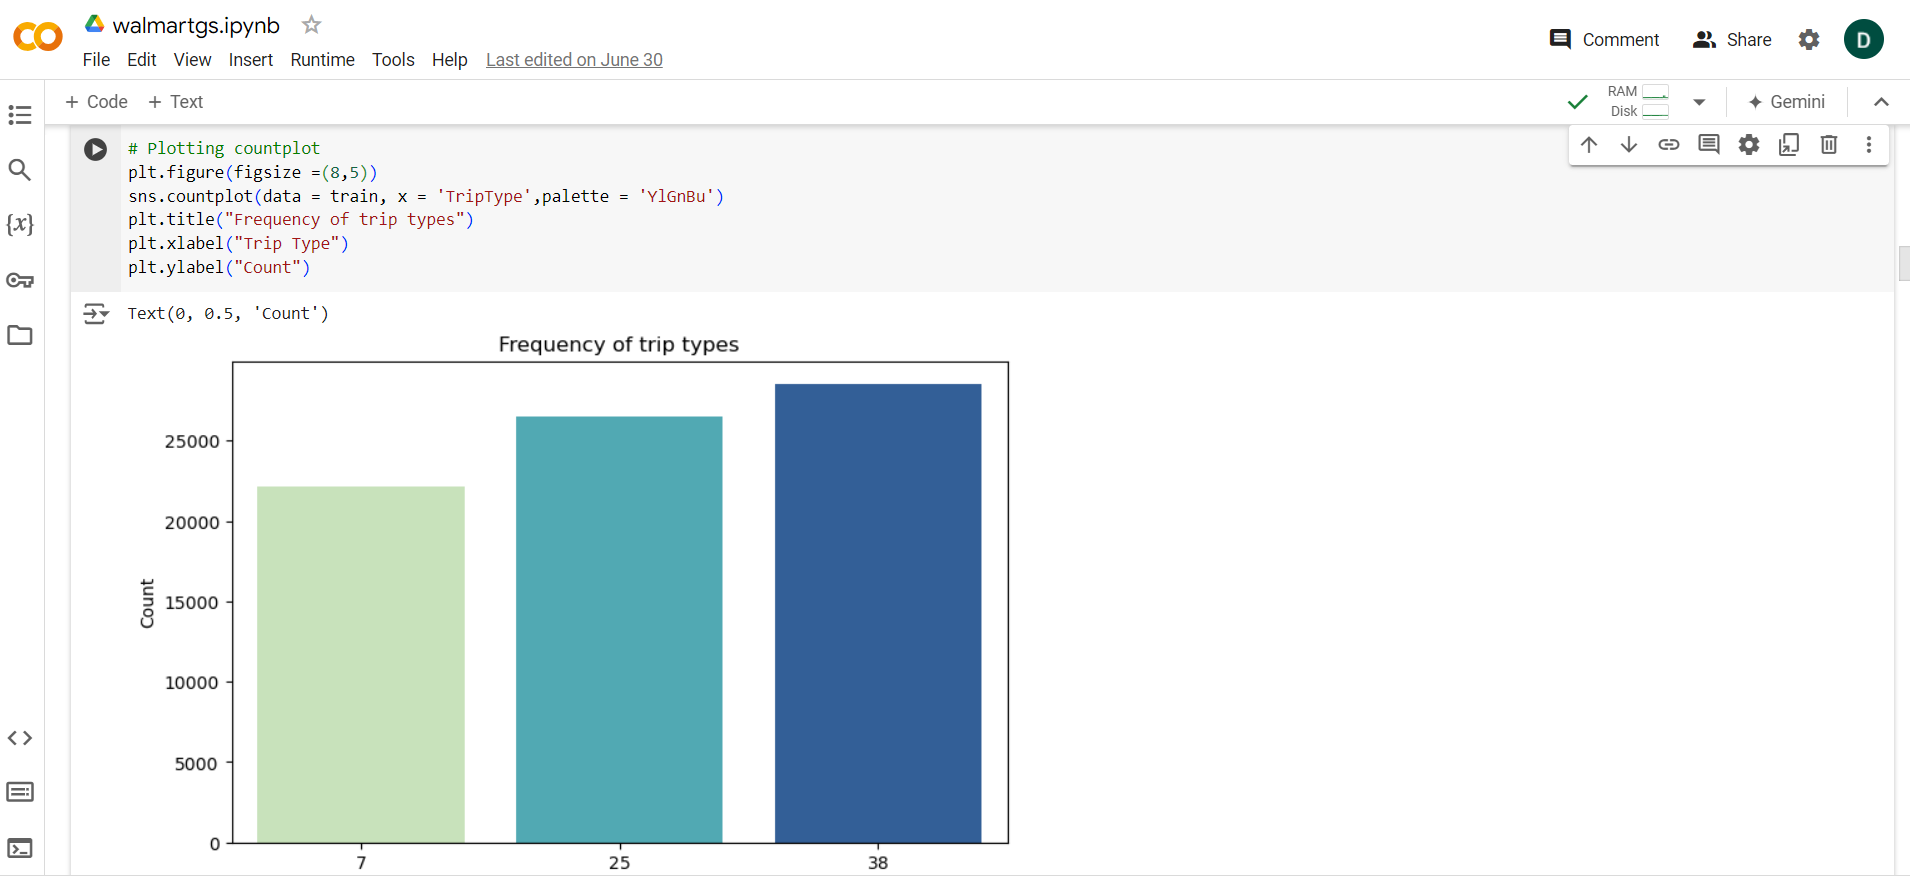 walmartgs.ipynb
File Edit View Insert Runtime Tools Help Last edited on June 30
Comment Share D
+ Code + Text
RAM
Disk
Gemini
# Plotting countplot
plt.figure(figsize =(8,5))
sns.countplot(data = train, x = 'TripType',palette = 'YlGnBu')
plt.title("Frequency of trip types")
plt.xlabel("Trip Type")
plt.ylabel("Count")
Text(0, 0.5, 'Count')
Frequency of trip types
25000
20000
15000
10000
5000
0
Count
7 25 38